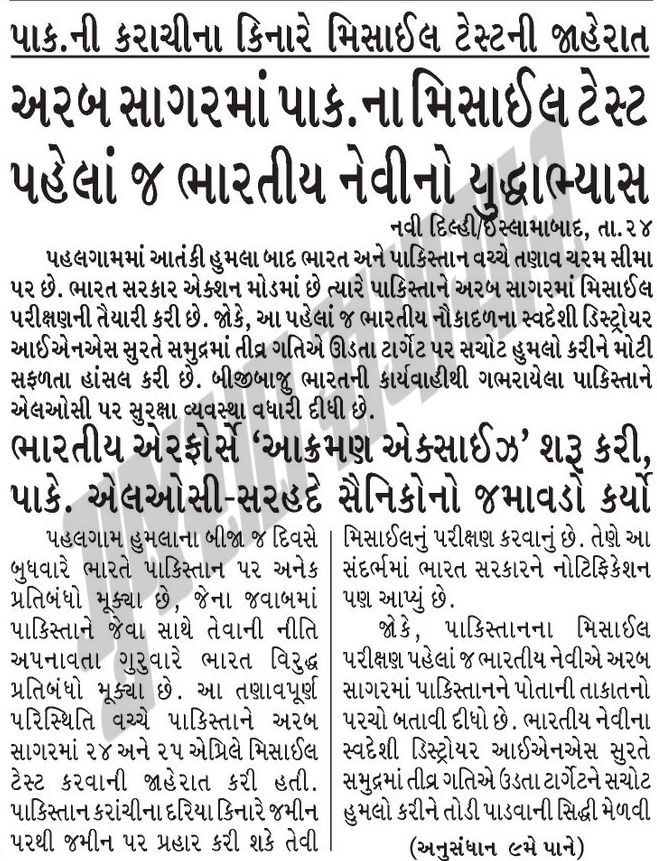 પાક.ની કરાચીના કિનારે મિસાઈલ ટેસ્ટની જાહેરાત
અરબ સાગરમાં પાક.ના મિસાઈલ ટેસ્ટ
પહેલાં જ ભારતીય નેવીનો યુદ્ધાભ્યાસ
નવી દિલ્હી/ઇસ્લામાબાદ, તા.૨૪
પહલગામમાં આતંકી હુમલા બાદ ભારત અને પાકિસ્તાન વચ્ચે તણાવ ચરમ સીમા
પર છે. ભારત સરકાર એક્શન મોડમાં છે ત્યારે પાકિસ્તાને અરબ સાગરમાં મિસાઈલ
પરીક્ષણની તૈયારી કરી છે. જોકે, આ પહેલાં જ ભારતીય નૌકાદળના સ્વદેશી ડિસ્ટ્રોયર
આઈએનએસ સુરતે સમુદ્રમાં તીવ્ર ગતિએ ઊડતા ટાર્ગેટ પર સચોટ હુમલો કરીને મોટી
સફળતા હાંસલ કરી છે. બીજીબાજુ ભારતની કાર્યવાહીથી ગભરાયેલા પાકિસ્તાને
એલઓસી પર સુરક્ષા વ્યવસ્થા વધારી દીધી છે.
ભારતીય એરફોર્સે ‘આક્રમણ એક્સાઈઝ’ શરૂ કરી,
પાકે. એલઓસી-સરહદે સૈનિકોનો જમાવડો કર્યો
પહલગામ હુમલાના બીજા જ દિવસે
બુધવારે ભારતે પાકિસ્તાન પર અનેક
પ્રતિબંધો મૂક્યા છે, જેના જવાબમાં
પાકિસ્તાને જેવા સાથે તેવાની નીતિ
અપનાવતા ગુરુવારે ભારત વિરુદ્ધ
પ્રતિબંધો મૂક્યા છે. આ તણાવપૂર્ણ
પરિસ્થિતિ વચ્ચે પાકિસ્તાને અરબ
સાગરમાં ૨૪ અને ૨૫ એપ્રિલે મિસાઈલ
ટેસ્ટ કરવાની જાહેરાત કરી હતી.
પાકિસ્તાન કરાંચીના દરિયા કિનારે જમીન
પરથી જમીન પર પ્રહાર કરી શકે તેવી
મિસાઈલનું પરીક્ષણ કરવાનું છે. તેણે આ
સંદર્ભમાં ભારત સરકારને નોટિફિકેશન
પણ આપ્યું છે.
જોકે, પાકિસ્તાનના મિસાઈલ
પરીક્ષણ પહેલાં જ ભારતીય નેવીએ અરબ
સાગરમાં પાકિસ્તાનને પોતાની તાકાતનો
પરચો બતાવી દીધો છે. ભારતીય નેવીના
સ્વદેશી ડિસ્ટ્રોયર આઈએનએસ સુરતે
સમુદ્રમાં તીવ્ર ગતિએ ઉડતા ટાર્ગેટને સચોટ
હુમલો કરીને તોડી પાડવાની સિદ્ધી મેળવી
(અનુસંધાન ૯મે પાને)
ગુજરાત સમાચાર